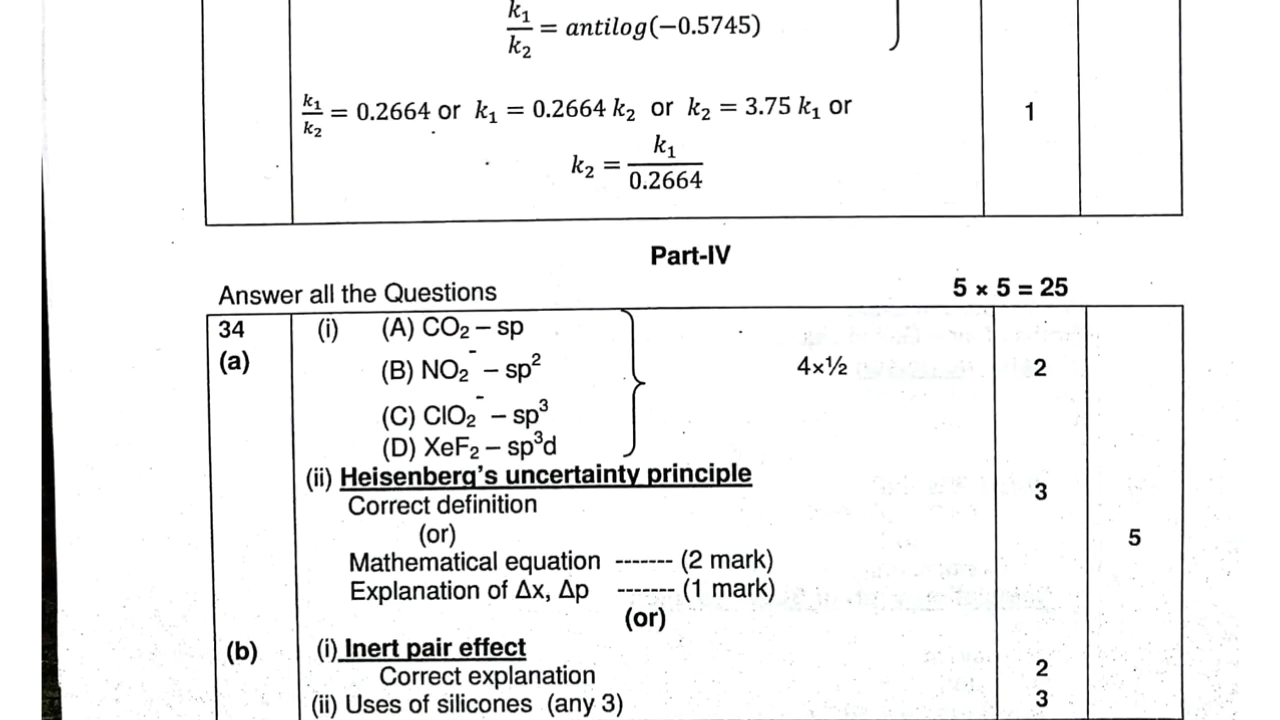 k₁/k₂ = antilog(−0.5745)
k₁/k₂ = 0.2664 or k₁ = 0.2664 k₂ or k₂ = 3.75 k₁ or
1
k₂ = k₁/0.2664
Part-IV
Answer all the Questions 5 × 5 = 25
34 (i) (A) CO₂ – sp
(a) (B) NO₂⁻ – sp² 4×½ 2
(C) ClO₂⁻ – sp³
(D) XeF₂ – sp³d
(ii) Heisenberg's uncertainty principle
3
Correct definition
(or)
5
Mathematical equation ------- (2 mark)
Explanation of Δx, Δp ------- (1 mark)
(or)
(b) (i) Inert pair effect
Correct explanation 2
(ii) Uses of silicones (any 3) 3